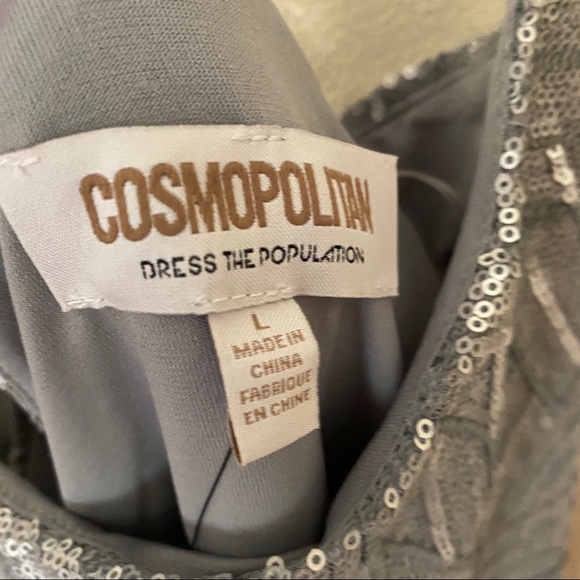 COSMOPOLITAN
DRESS THE POPULATION
L
MADE IN
CHINA
FABRIQUE
EN CHINE